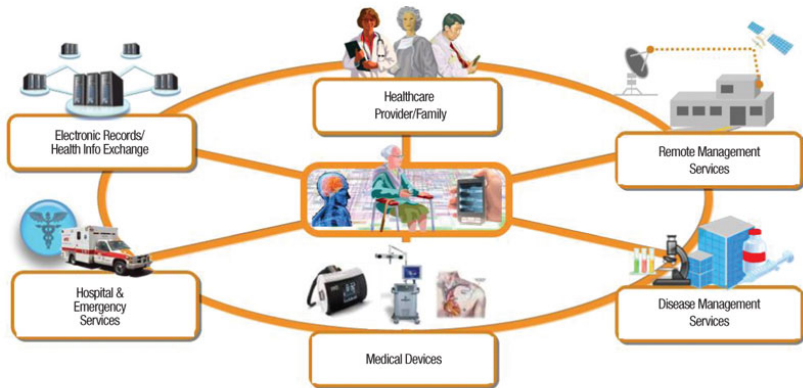 Healthcare
Provider/Family
Electronic Records/
Health Info Exchange
Remote Management
Services
Hospital &
Emergency
Services
Disease Management
Services
Medical Devices